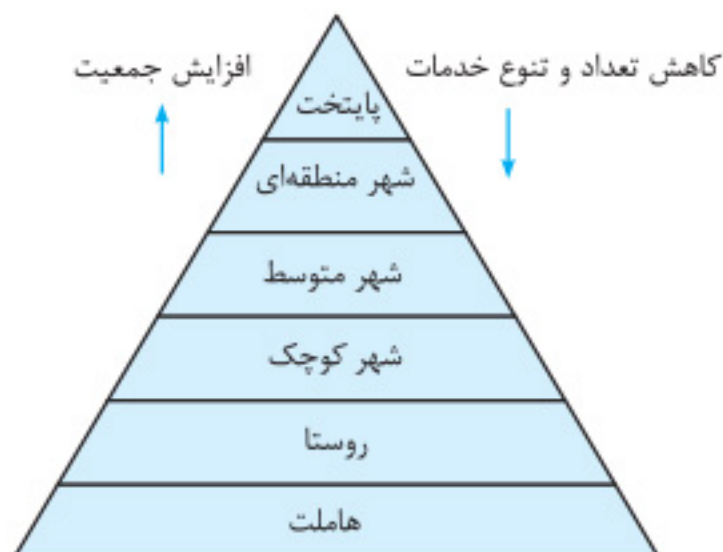 کاهش تعداد و تنوع خدمات
افزایش جمعیت
پایتخت
شهر منطقه‌ای
شهر متوسط
شهر کوچک
روستا
هاملت